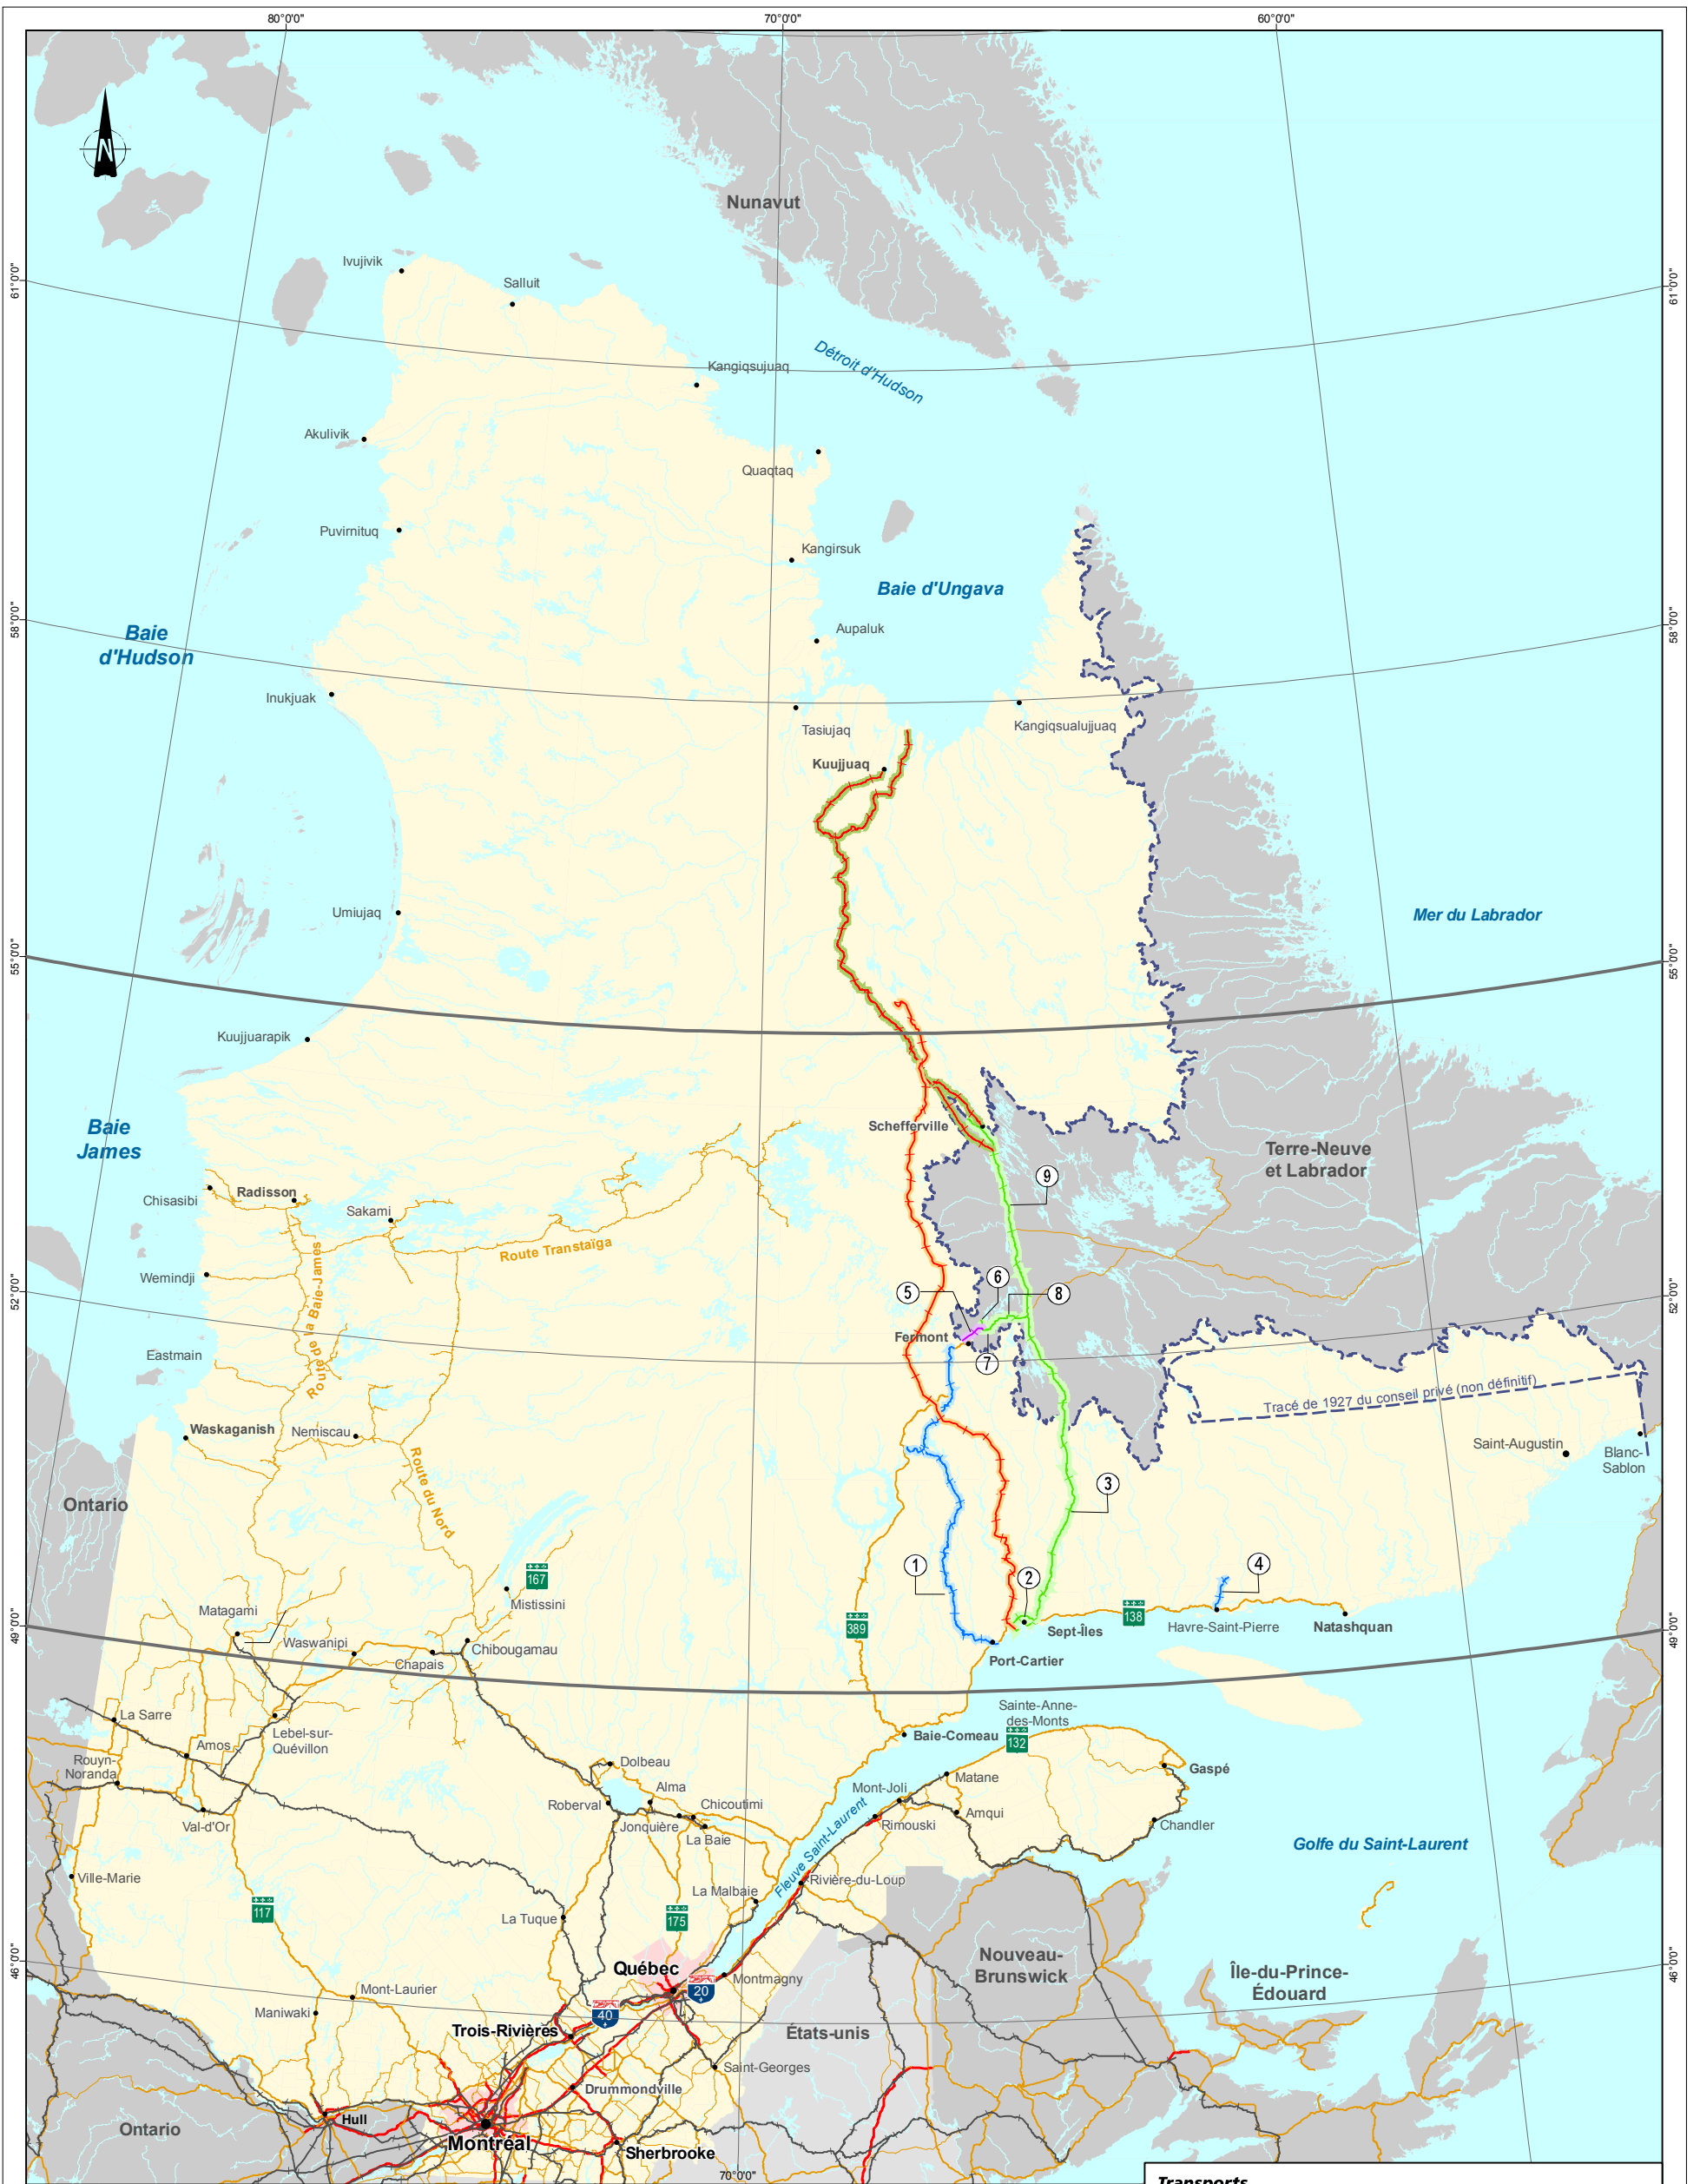 80°0'0"
70°0'0"
60°0'0"
N
Nunavut
61°0'0"
61°0'0"
Ivujivik
Salluit
Détroit d'Hudson
Kangiqsujuaq
Akulivik
Quaqtaq
Puvirnituq
Kangirsuk
Baie d'Ungava
58°0'0"
58°0'0"
Baie
d'Hudson
Aupaluk
Inukjuak
Tasiujaq
Kangiqsualujjuaq
Kuujjuaq
Umiujaq
Mer du Labrador
55°0'0"
55°0'0"
Kuujjuarapik
Baie
James
Schefferville
Terre-Neuve
et Labrador
9
Chisasibi
Radisson
Sakami
Route Transtaïga
Wemindji
Route de la Baie-James
52°0'0"
52°0'0"
5
6
8
Fermont
7
Eastmain
Tracé de 1927 du conseil privé (non définitif)
Waskaganish
Nemiscau
Route du Nord
Saint-Augustin
Blanc-
Sablon
Ontario
3
1
2
4
167
Mistissini
Matagami
389
138
Sept-Îles
Havre-Saint-Pierre
Natashquan
49°0'0"
49°0'0"
Waswanipi
Chapais
Chibougamau
Port-Cartier
La Sarre
Lebel-sur-
Quévillon
Amos
Rouyn-
Noranda
Val-d'Or
Sainte-Anne-
des-Monts
132
Baie-Comeau
Dolbeau
Alma
Roberval
Chicoutimi
Jonquière
La Baie
Mont-Joli
Matane
Gaspé
Amqui
Rimouski
Chandler
Fleuve Saint-Laurent
Golfe du Saint-Laurent
Ville-Marie
Rivière-du-Loup
La Malbaie
117
175
La Tuque
46°0'0"
46°0'0"
Québec
Montmagny
20
40
Nouveau-
Brunswick
Île-du-Prince-
Édouard
Mont-Laurier
Maniwaki
Trois-Rivières
États-unis
Saint-Georges
Drummondville
Hull
Ontario
Montréal
Sherbrooke
70°0'0"
Transports